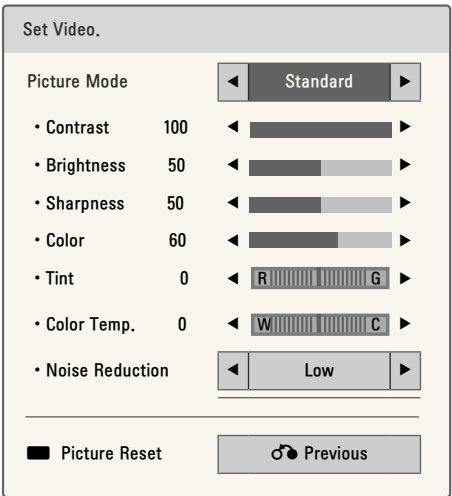 Set Video.
Picture Mode ◄ Standard ►
• Contrast 100 ◄ ►
• Brightness 50 ◄ ►
• Sharpness 50 ◄ ►
• Color 60 ◄ ►
• Tint 0 ◄ R G ►
• Color Temp. 0 ◄ W C ►
• Noise Reduction ◄ Low ►
Picture Reset Previous